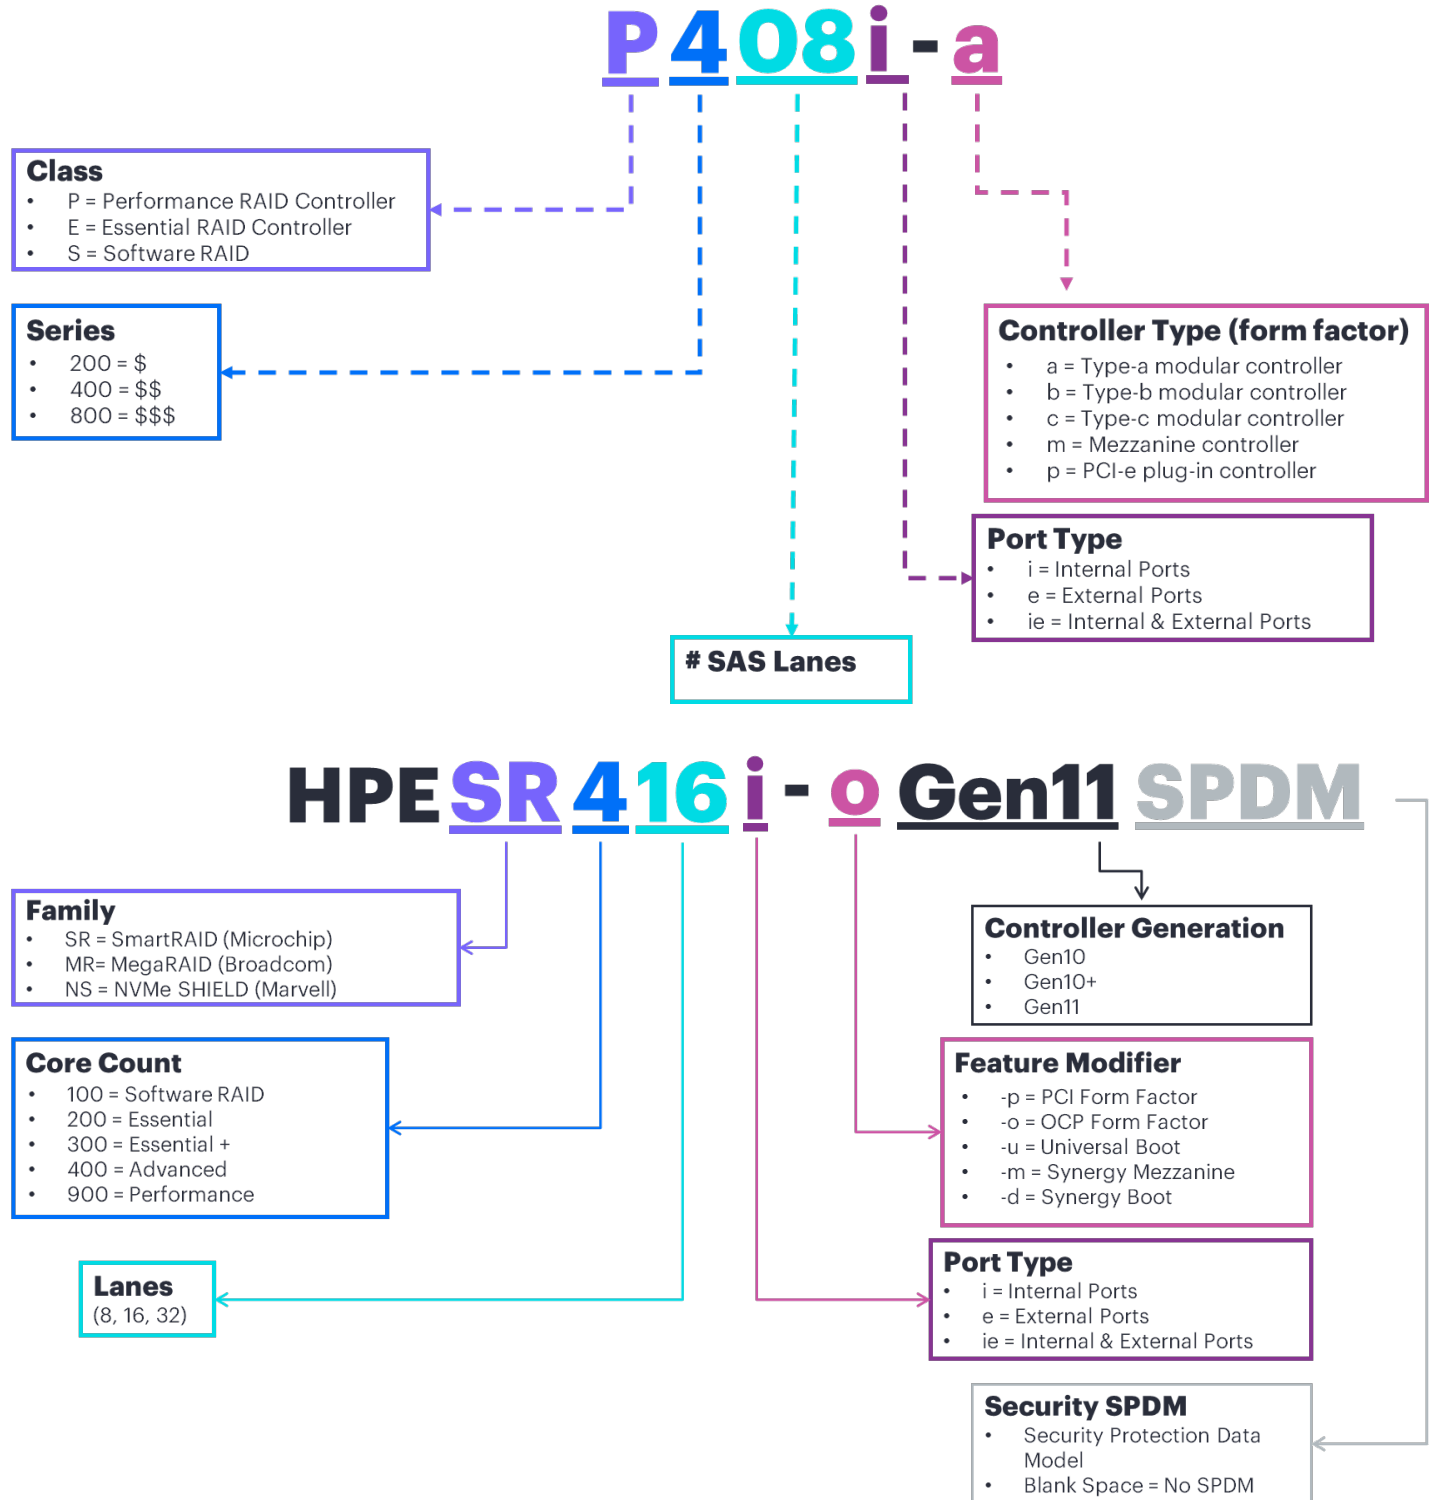 P408i-a
Class
• P = Performance RAID Controller
• E = Essential RAID Controller
• S = Software RAID
Series
• 200 = $
• 400 = $$
• 800 = $$$
Controller Type (form factor)
• a = Type-a modular controller
• b = Type-b modular controller
• c = Type-c modular controller
• m = Mezzanine controller
• p = PCI-e plug-in controller
Port Type
• i = Internal Ports
• e = External Ports
• ie = Internal & External Ports
# SAS Lanes
HPE SR416i-o Gen11 SPDM
Family
• SR = SmartRAID (Microchip)
• MR= MegaRAID (Broadcom)
• NS = NVMe SHIELD (Marvell)
Controller Generation
• Gen10
• Gen10+
• Gen11
Core Count
• 100 = Software RAID
• 200 = Essential
• 300 = Essential +
• 400 = Advanced
• 900 = Performance
Feature Modifier
• -p = PCI Form Factor
• -o = OCP Form Factor
• -u = Universal Boot
• -m = Synergy Mezzanine
• -d = Synergy Boot
Lanes
(8, 16, 32)
Port Type
• i = Internal Ports
• e = External Ports
• ie = Internal & External Ports
Security SPDM
• Security Protection Data
Model
• Blank Space = No SPDM